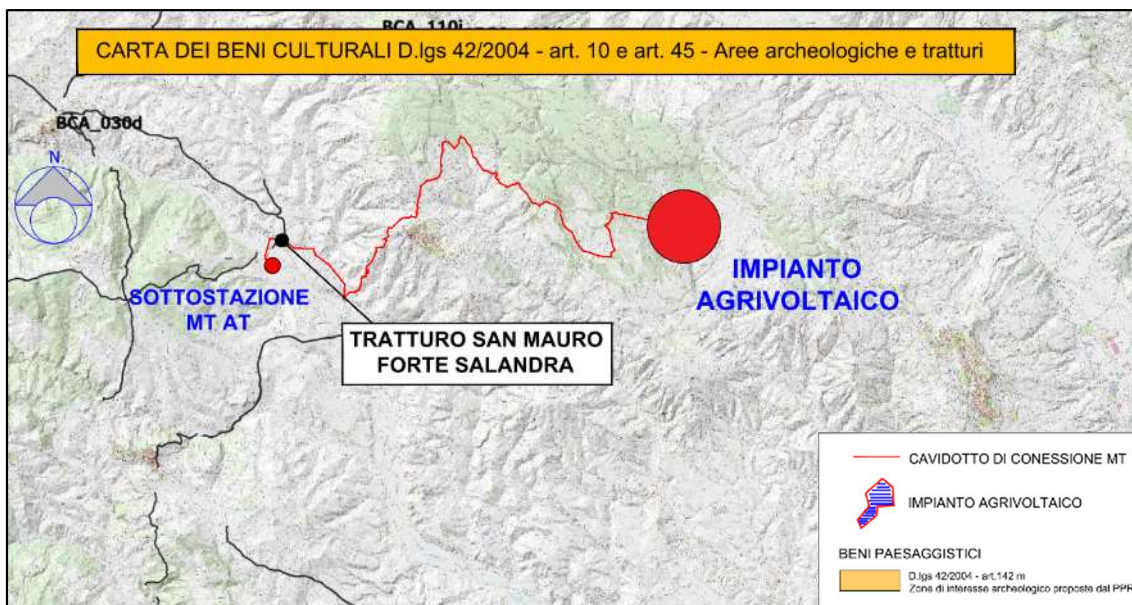 BCA_110i
CARTA DEI BENI CULTURALI D.lgs 42/2004 - art. 10 e art. 45 - Aree archeologiche e tratturi
BCA_030d
N
SOTTOSTAZIONE
MT AT
IMPIANTO
AGRIVOLTAICO
TRATTURO SAN MAURO
FORTE SALANDRA
CAVIDOTTO DI CONESSIONE MT
IMPIANTO AGRIVOLTAICO
BENI PAESAGGISTICI
D.lgs 42/2004 - art.142 m
Zone di interesse archeologico proposte dal PPR